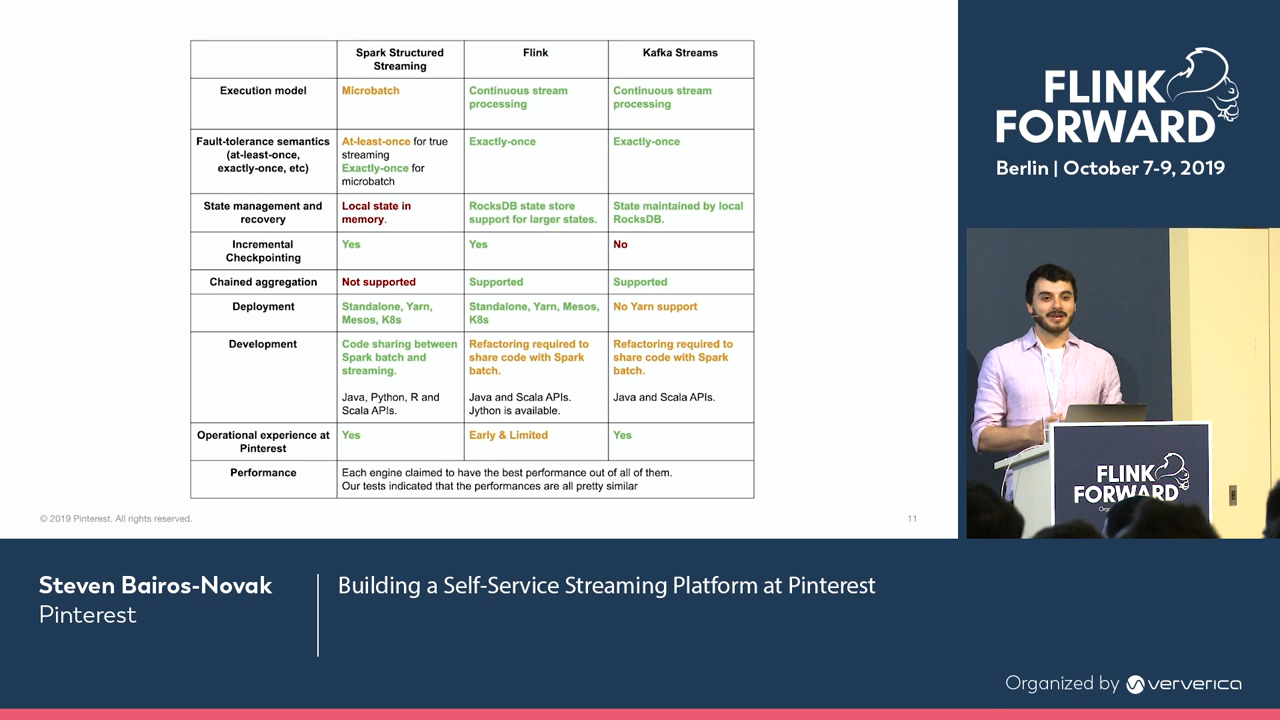 Spark Structured
Streaming
Flink
Kafka Streams
Execution model
Microbatch
Continuous stream
processing
Continuous stream
processing
Fault-tolerance semantics
(at-least-once,
exactly-once, etc)
At-least-once for true
streaming
Exactly-once for
microbatch
Exactly-once
Exactly-once
State management and
recovery
Local state in
memory.
RocksDB state store
support for larger states.
State maintained by local
RocksDB.
Incremental
Checkpointing
Yes
Yes
No
Chained aggregation
Not supported
Supported
Supported
Deployment
Standalone, Yarn,
Mesos, K8s
Standalone, Yarn, Mesos,
K8s
No Yarn support
Development
Code sharing between
Spark batch and
streaming.
Java, Python, R and
Scala APIs.
Refactoring required to
share code with Spark
batch.
Java and Scala APIs.
Jython is available.
Refactoring required to
share code with Spark
batch.
Java and Scala APIs.
Operational experience at
Pinterest
Yes
Early & Limited
Yes
Performance
Each engine claimed to have the best performance out of all of them.
Our tests indicated that the performances are all pretty similar
© 2019 Pinterest. All rights reserved.
11
FLINK
FORWARD
Berlin | October 7-9, 2019
FLINK
FORWARD
Steven Bairos-Novak
Pinterest
Building a Self-Service Streaming Platform at Pinterest
Organized by ververica